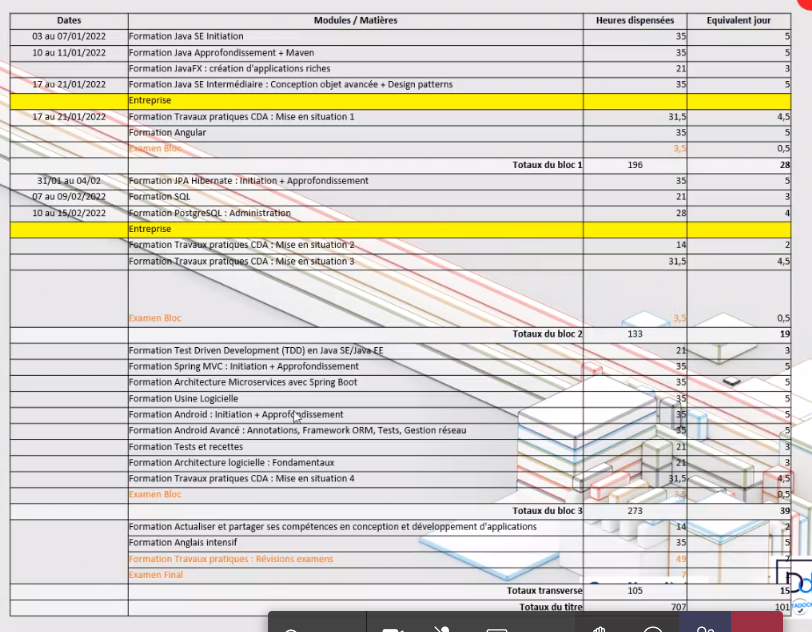 Dates Modules / Matières Heures dispensées Equivalent jour
03 au 07/01/2022 Formation Java SE Initiation 35 5
10 au 11/01/2022 Formation Java Approfondissement + Maven 35 5
Formation JavaFX : création d'applications riches 21 3
17 au 21/01/2022 Formation Java SE Intermédiaire : Conception objet avancée + Design patterns 35 5
Entreprise
17 au 21/01/2022 Formation Travaux pratiques CDA : Mise en situation 1 31,5 4,5
Formation Angular 35 5
Examen Bloc 3,5 0,5
Totaux du bloc 1 196 28
31/01 au 04/02 Formation JPA Hibernate : Initiation + Approfondissement 35 5
07 au 09/02/2022 Formation SQL 21 3
10 au 15/02/2022 Formation PostgreSQL : Administration 28 4
Entreprise
Formation Travaux pratiques CDA : Mise en situation 2 14 2
Formation Travaux pratiques CDA : Mise en situation 3 31,5 4,5
Examen Bloc 3,5 0,5
Totaux du bloc 2 133 19
Formation Test Driven Development (TDD) en Java SE/Java EE 21 3
Formation Spring MVC : Initiation + Approfondissement 35 5
Formation Architecture Microservices avec Spring Boot 35 5
Formation Usine Logicielle 35 5
Formation Android : Initiation + Approfondissement 35 5
Formation Android Avancé : Annotations, Framework ORM, Tests, Gestion réseau 35 5
Formation Tests et recettes 21 3
Formation Architecture logicielle : Fondamentaux 21 3
Formation Travaux pratiques CDA : Mise en situation 4 31,5 4,5
Examen Bloc 3,5 0,5
Totaux du bloc 3 273 39
Formation Actualiser et partager ses compétences en conception et développement d'applications 14 2
Formation Anglais intensif 35 5
Formation Travaux pratiques : Révisions examens 49 7
Examen Final 7
Totaux transverse 105 15
Totaux du titre 707 101